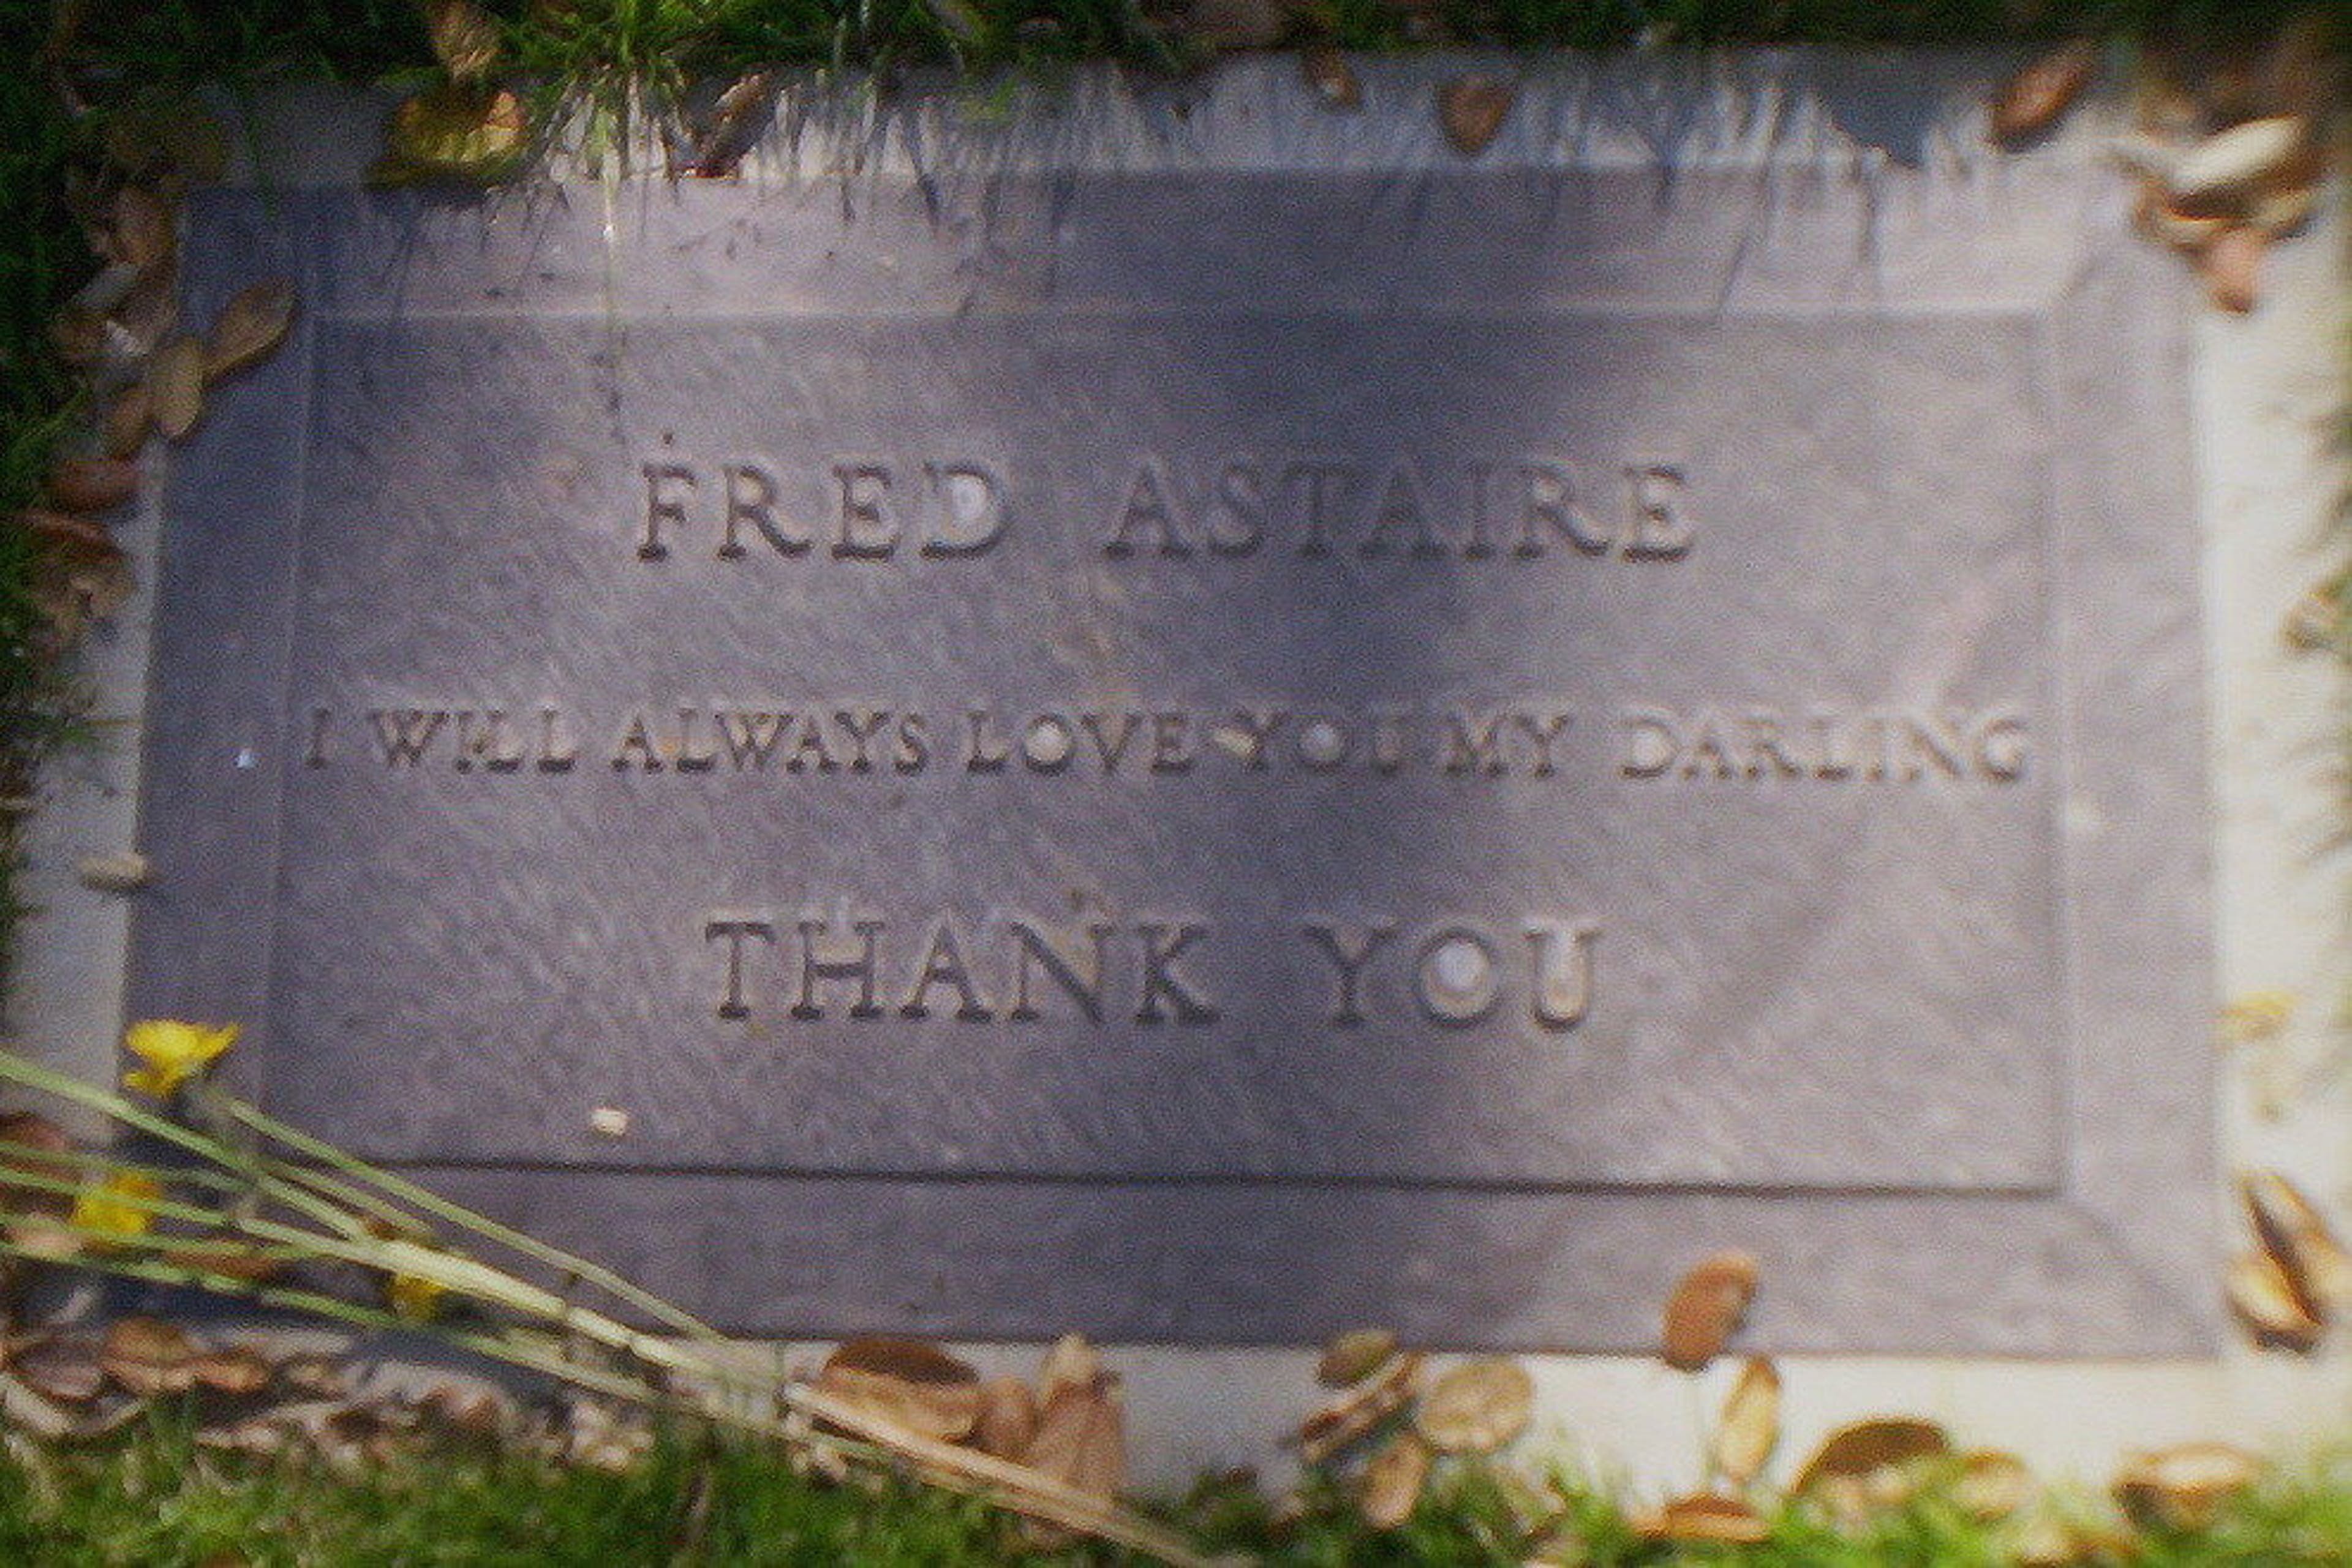 FRED ASTAIRE
I WILL ALWAYS LOVE YOU MY DARLING
THANK YOU